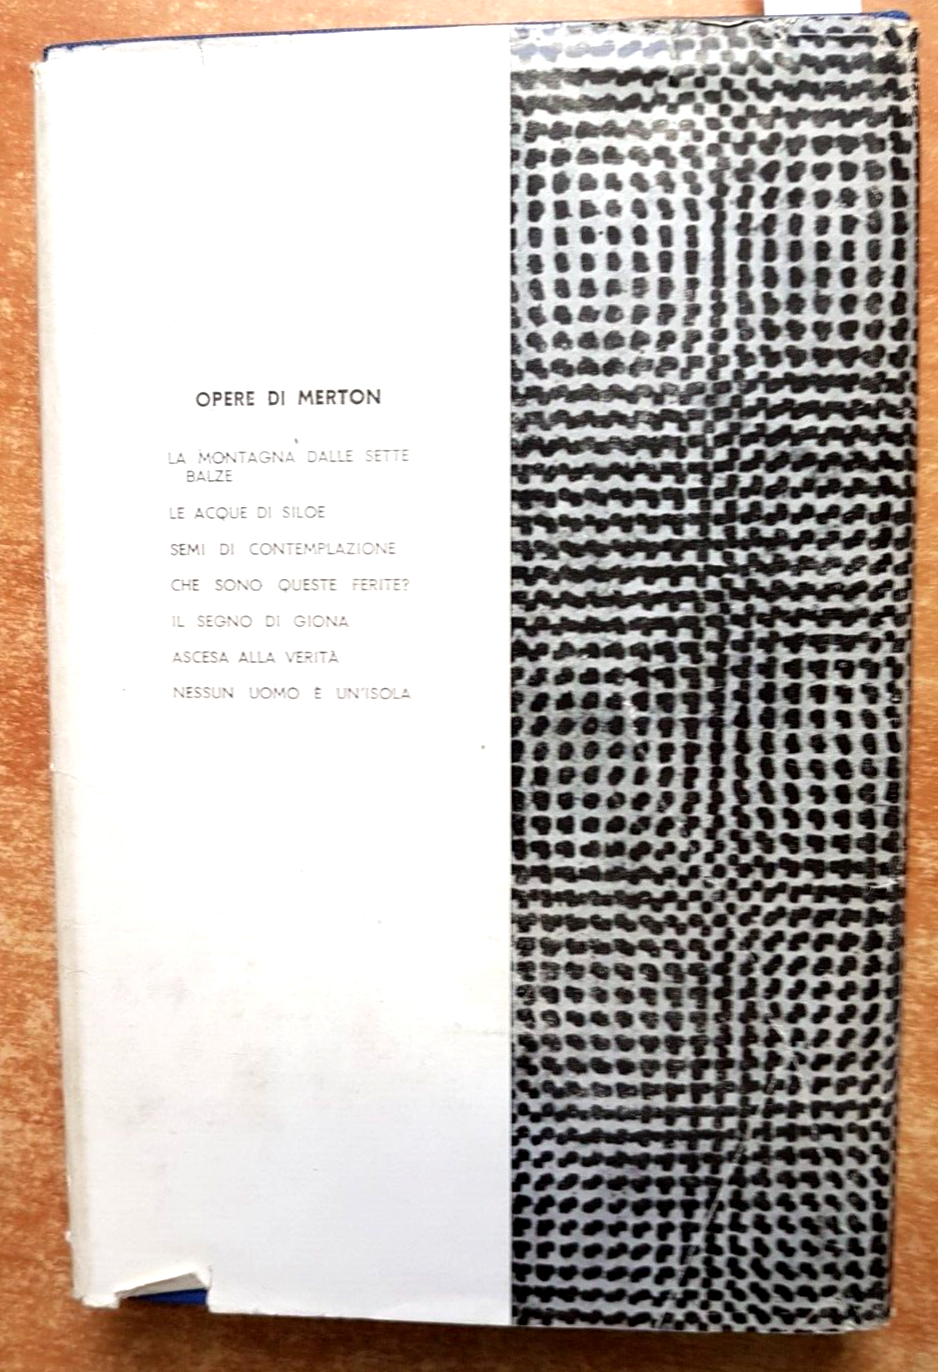 OPERE DI MERTON
LA MONTAGNA DALLE SETTE
BALZE
LE ACQUE DI SILOE
SEMI DI CONTEMPLAZIONE
CHE SONO QUESTE FERITE?
IL SEGNO DI GIONA
ASCESA ALLA VERITÀ
NESSUN UOMO È UN'ISOLA